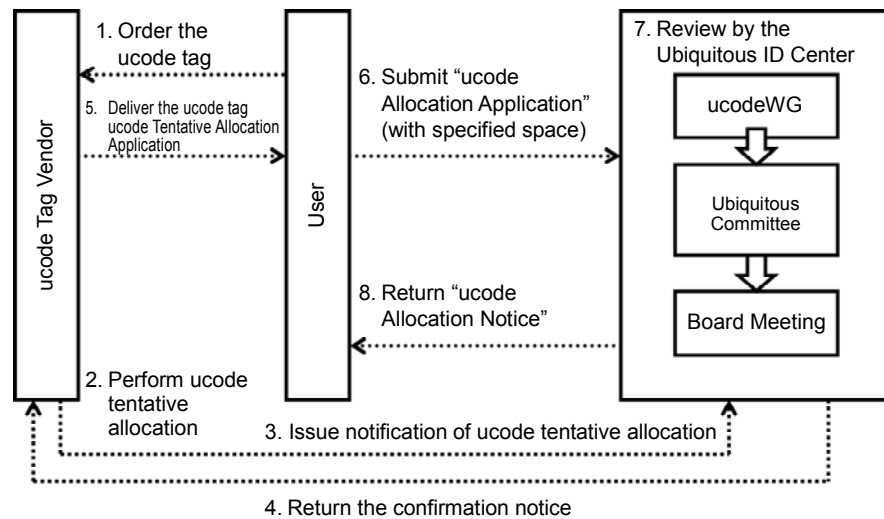 1. Order the
ucode tag
5. Deliver the ucode tag
ucode Tentative Allocation
Application
ucode Tag Vendor
2. Perform ucode
tentative
allocation
User
6. Submit “ucode
Allocation Application”
(with specified space)
8. Return “ucode
Allocation Notice”
7. Review by the
Ubiquitous ID Center
ucodeWG
Ubiquitous
Committee
Board Meeting
3. Issue notification of ucode tentative allocation
4. Return the confirmation notice